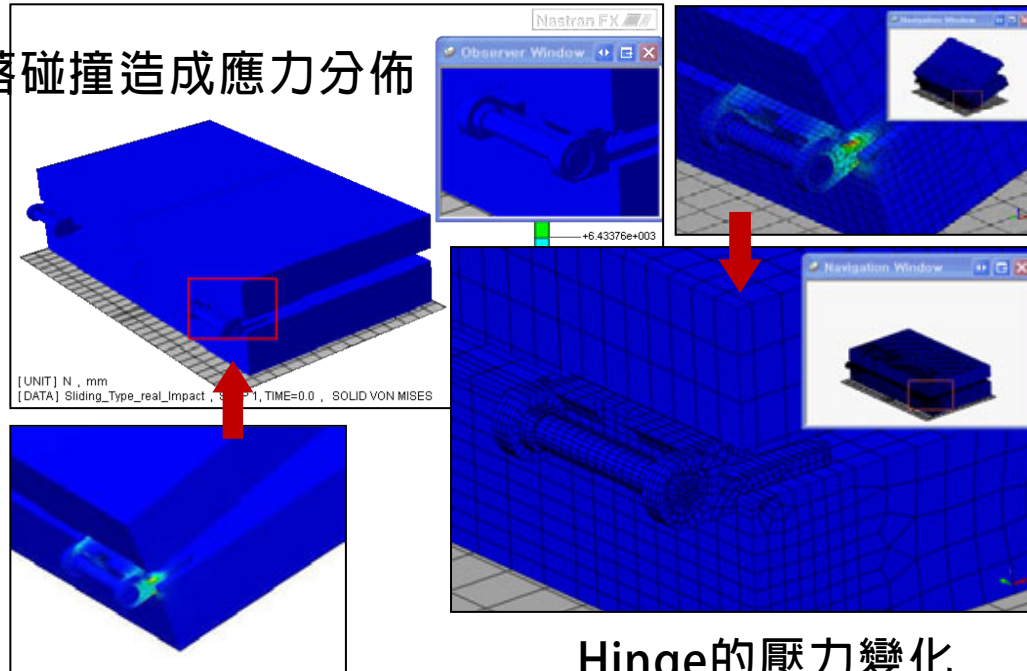 Nastran FX
落碰撞造成應力分佈
Observer Window
+6.43376e+003
[UNIT] N , mm
[DATA] Sliding_Type_real_Impact , 1, TIME=0.0 , SOLID VON MISES
Navigation Window
Navigation Window
Hinge的壓力變化